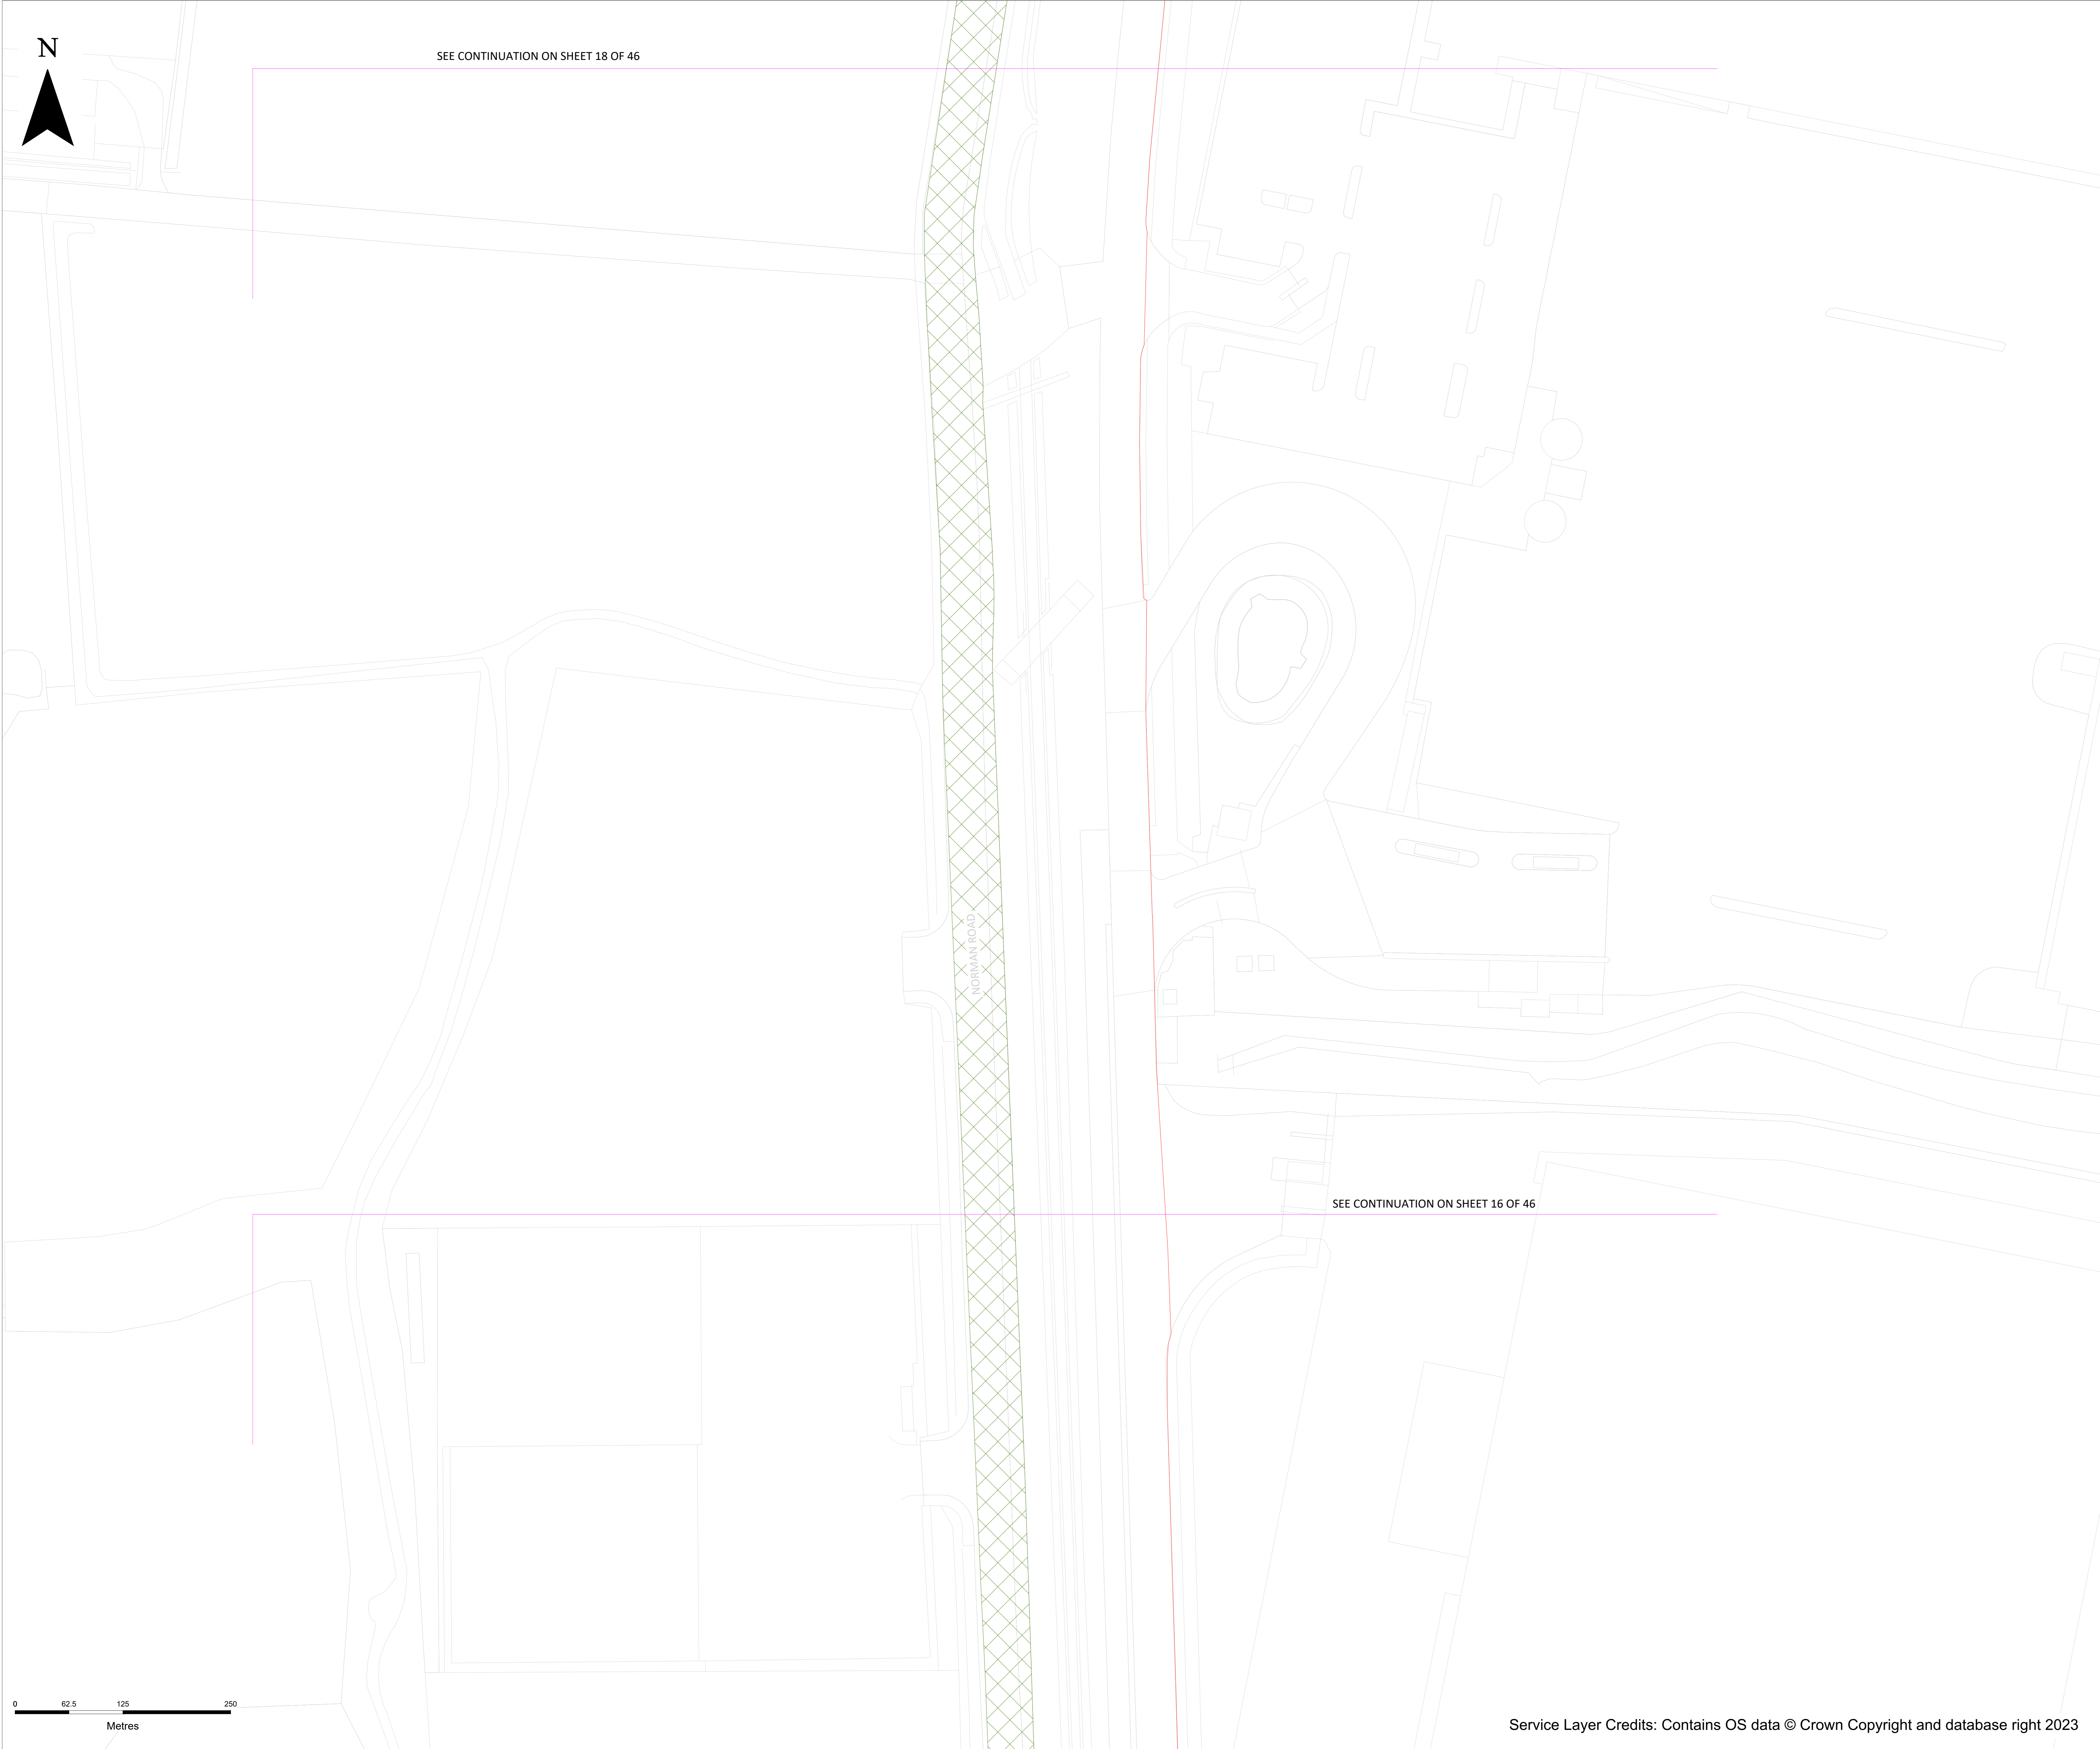 N
SEE CONTINUATION ON SHEET 18 OF 46
NORMAN ROAD
SEE CONTINUATION ON SHEET 16 OF 46
0 62.5 125 250
Metres
Service Layer Credits: Contains OS data © Crown Copyright and database right 2023